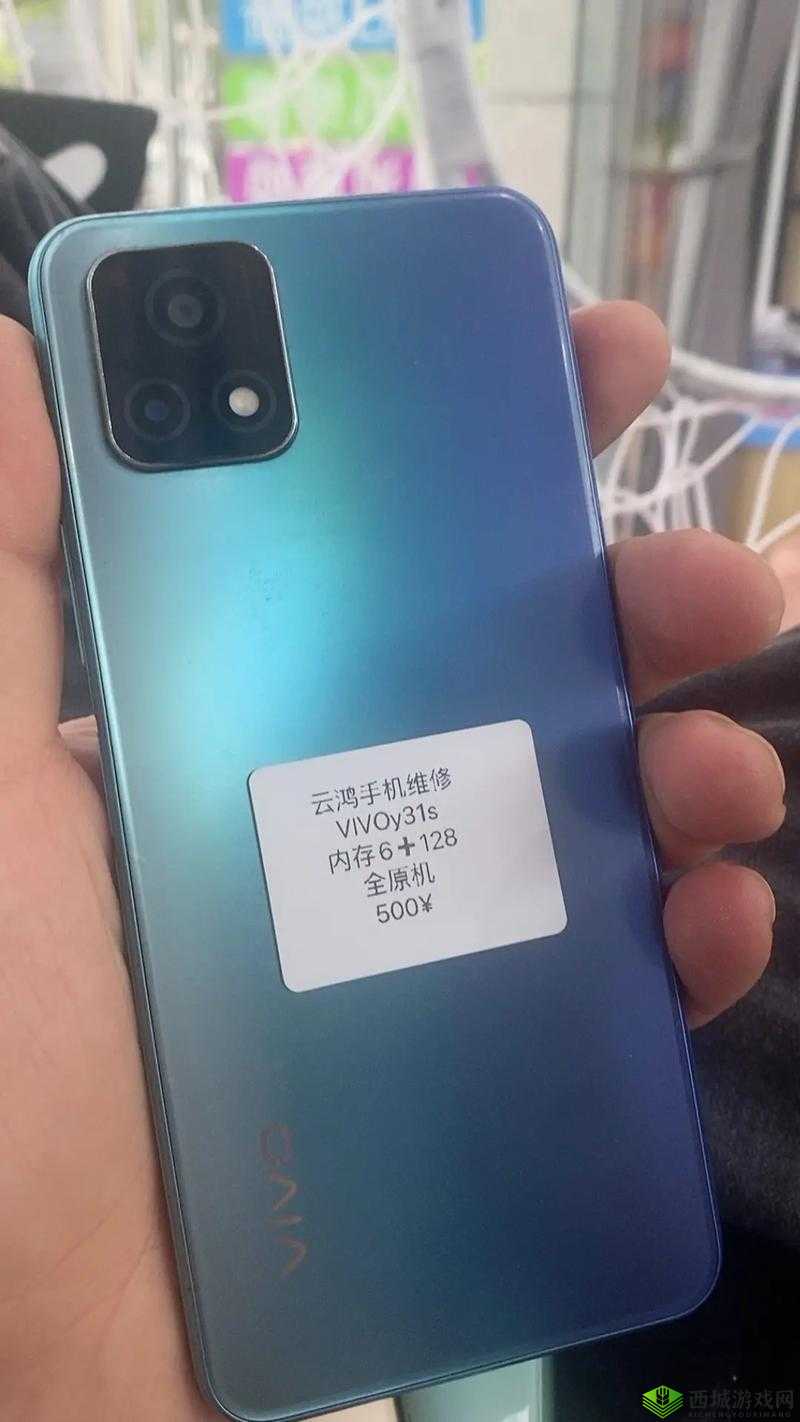 云鸿手机维修
VIVOy31s
内存6+128
全原机
500¥
vivo
西城游戏网
XICHENGYOUXIWANG